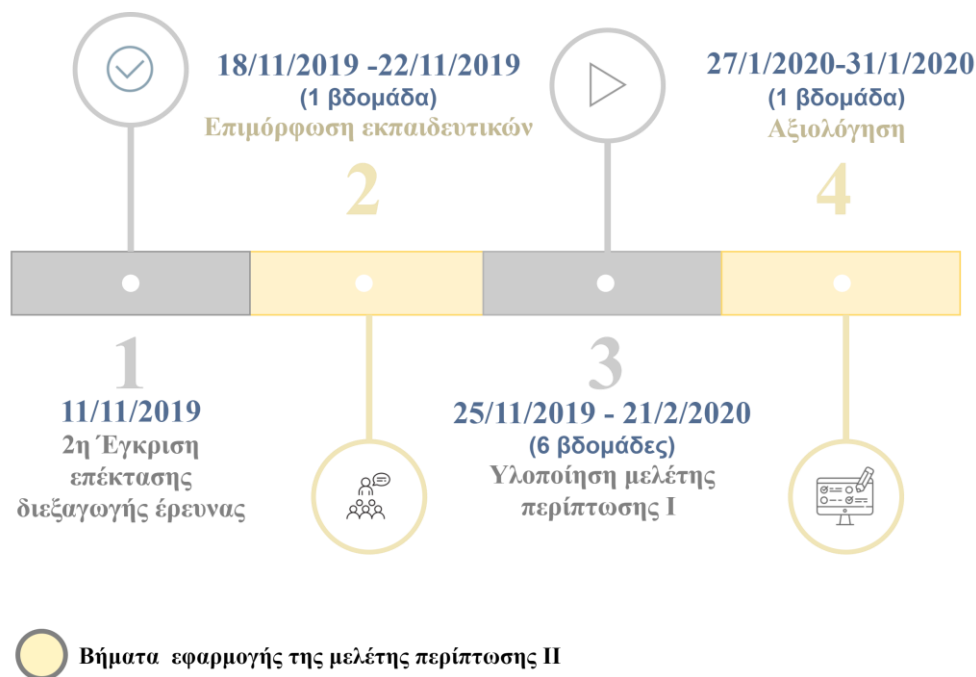 18/11/2019 -22/11/2019
(1 βδομάδα)
Επιμόρφωση εκπαιδευτικών
2
27/1/2020-31/1/2020
(1 βδομάδα)
Αξιολόγηση
4
1
11/11/2019
2η Έγκριση
επέκτασης
διεξαγωγής έρευνας
3
25/11/2019 - 21/2/2020
(6 βδομάδες)
Υλοποίηση μελέτης
περίπτωσης Ι
Βήματα εφαρμογής της μελέτης περίπτωσης ΙΙ